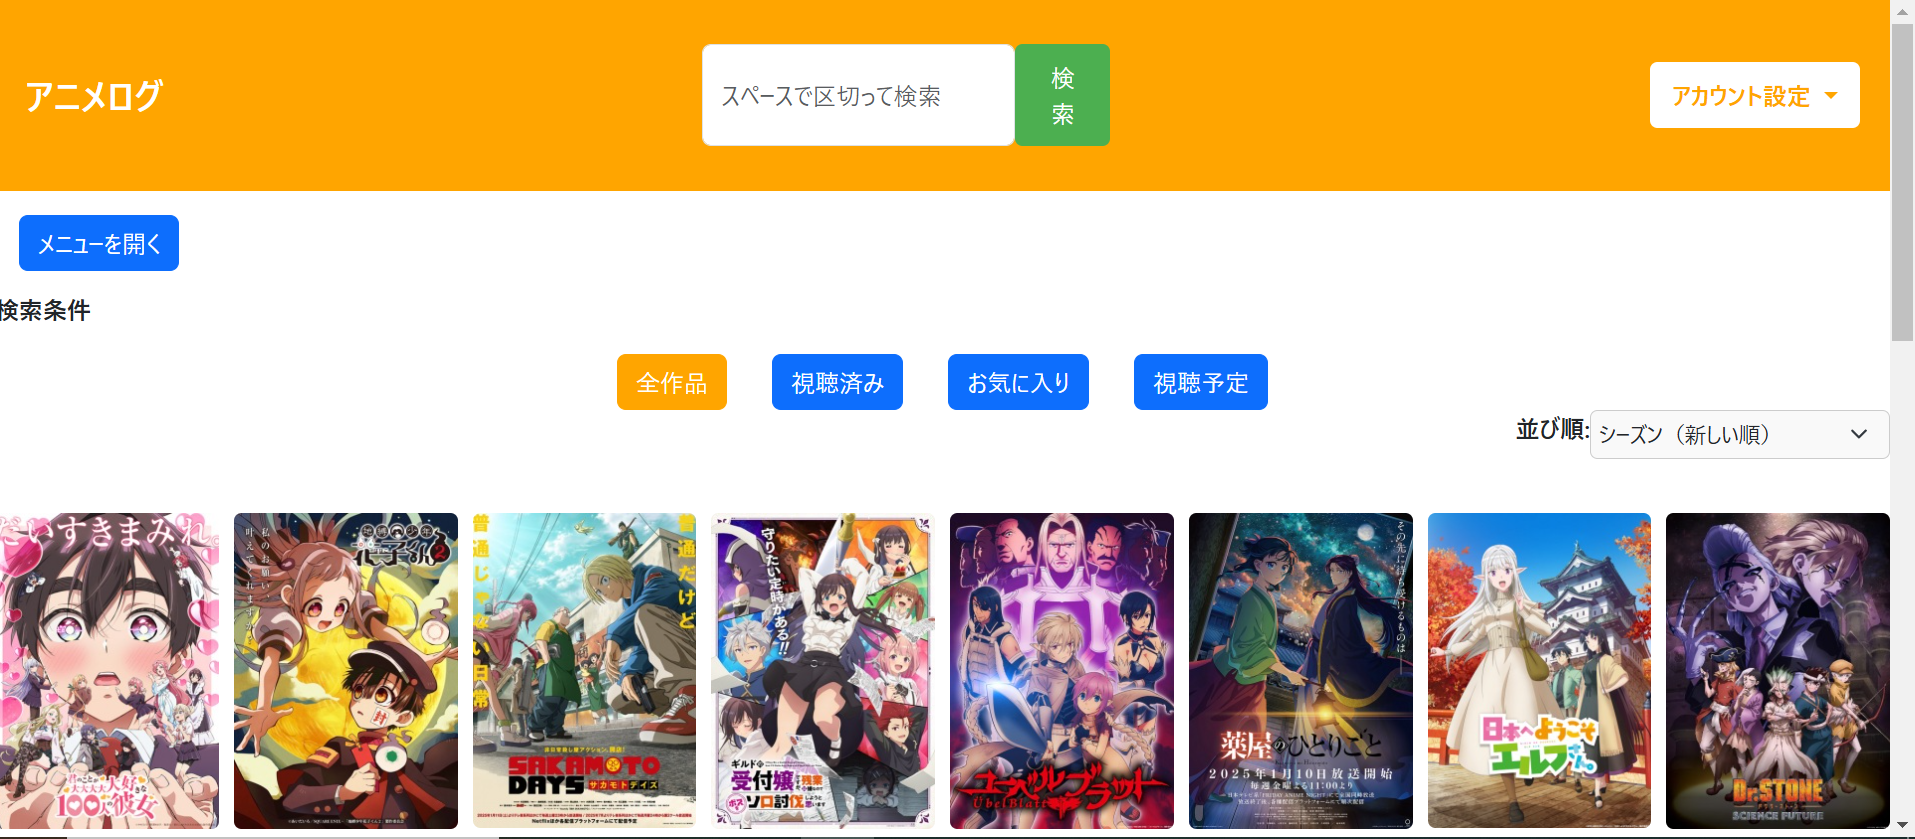 アニメログ
スペースで区切って検索
検
索
アカウント設定
メニューを開く
検索条件
全作品
視聴済み
お気に入り
視聴予定
並び順:
シーズン（新しい順）
だいすきまみれ。
君のことが
大大大大大好きな
100人の彼女
私のお願い、
叶えてくれますか
地縛少年
花子くん2
普通じゃない日常
普通だけど
SAKAMOTO
DAYS サカモトデイズ
守りたい定時がある!!
ギルドの
受付嬢ですが、残業は嫌なので
ボスをソロ討伐しようと思います
ユーベルブラット
Übel Blatt
その先に待ち受けるものは
薬屋のひとりごと
2025年1月10日放送開始
毎週金曜よる11:00より
日本へようこそ
エルフさん。
Dr.STONE
SCIENCE FUTURE